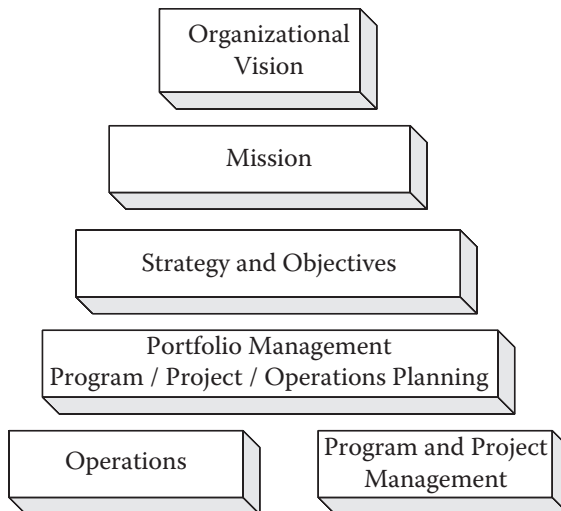 Organizational
Vision
Mission
Strategy and Objectives
Portfolio Management
Program / Project / Operations Planning
Operations
Program and Project
Management